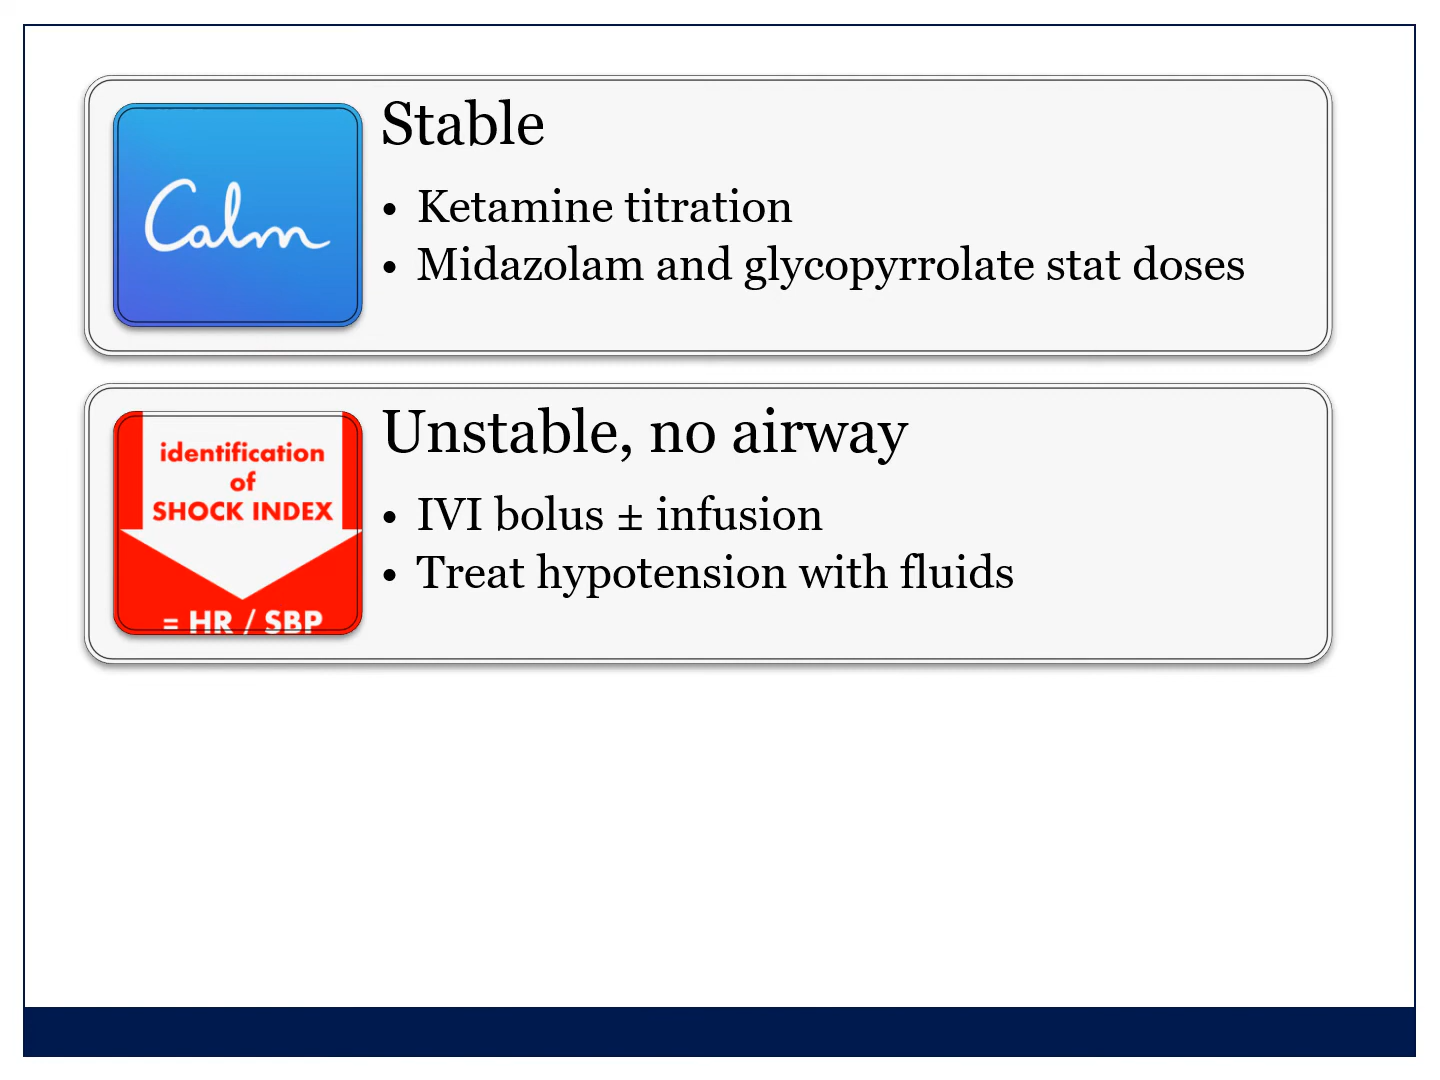 Calm
Stable
• Ketamine titration
• Midazolam and glycopyrrolate stat doses
identification
of
SHOCK INDEX
= HR / SBP
Unstable, no airway
• IVI bolus ± infusion
• Treat hypotension with fluids